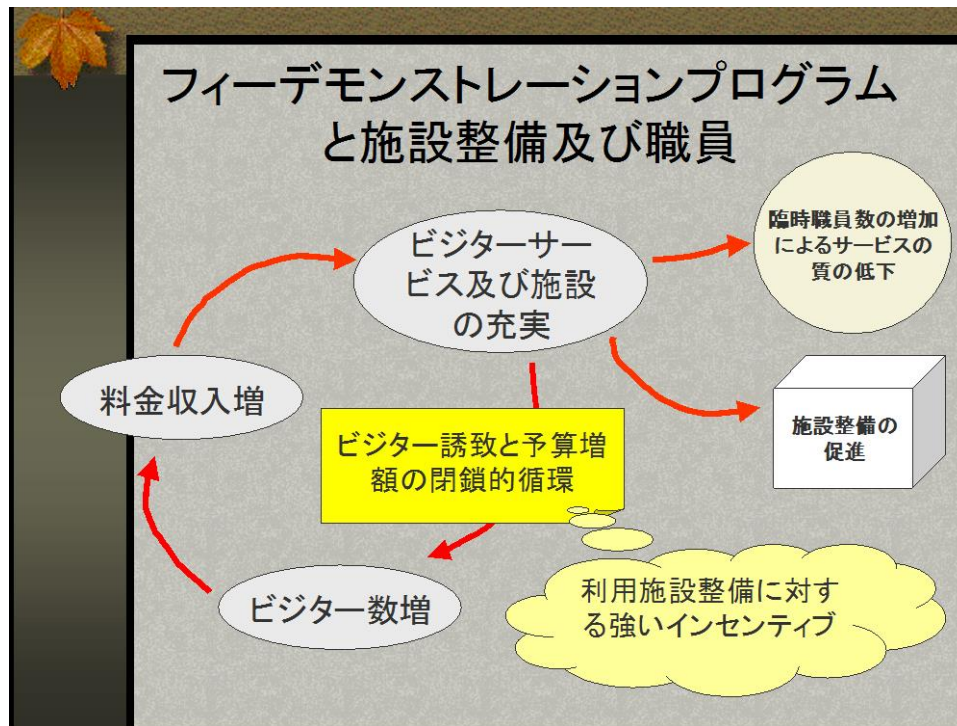 フィーデモンストレーションプログラム
と施設整備及び職員
ビジターサー
ビス及び施設
の充実
臨時職員数の増加
によるサービスの
質の低下
料金収入増
ビジター誘致と予算増
額の閉鎖的循環
施設整備の
促進
ビジター数増
利用施設整備に対す
る強いインセンティブ